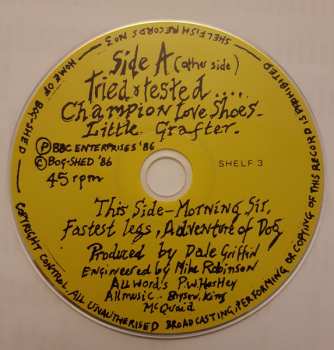 SHELFISH RECORDS NO 3
HOME OF BOG-SHED
Side A (other side)
Tried & tested ....
Champion Love Shoes.
Little Grafter.
Ⓟ BBC ENTERPRISES '86
© BOG-SHED '86
45 rpm
SHELF 3
This Side - Morning Sir.
Fastest legs, Adventure of Dog
Produced by Dale Griffin
Engineered by Mike Robinson
All words P.W. Hartley
All music - Bryson, King
McQuaid
COPYRIGHT CONTROL, ALL UNAUTHORISED BROADCASTING, PERFORMING OR COMING OF THIS RECORD IS PROHIBITED